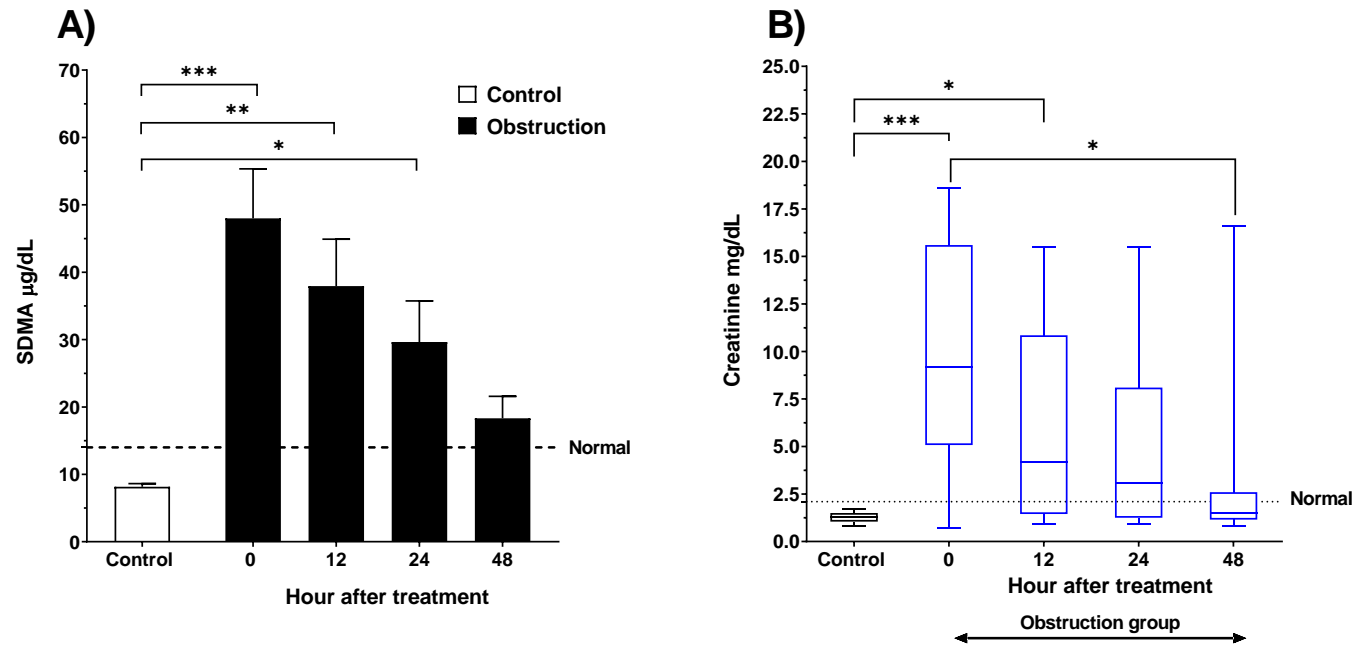 A)
***
**
*
Control
Obstruction
70
60
50
40
30
20
10
0
SDMA µg/dL
Normal
Control 0 12 24 48
Hour after treatment
B)
*
***
*
25.0
22.5
20.0
17.5
15.0
12.5
10.0
7.5
5.0
2.5
0.0
Creatinine mg/dL
Normal
Control 0 12 24 48
Hour after treatment
Obstruction group